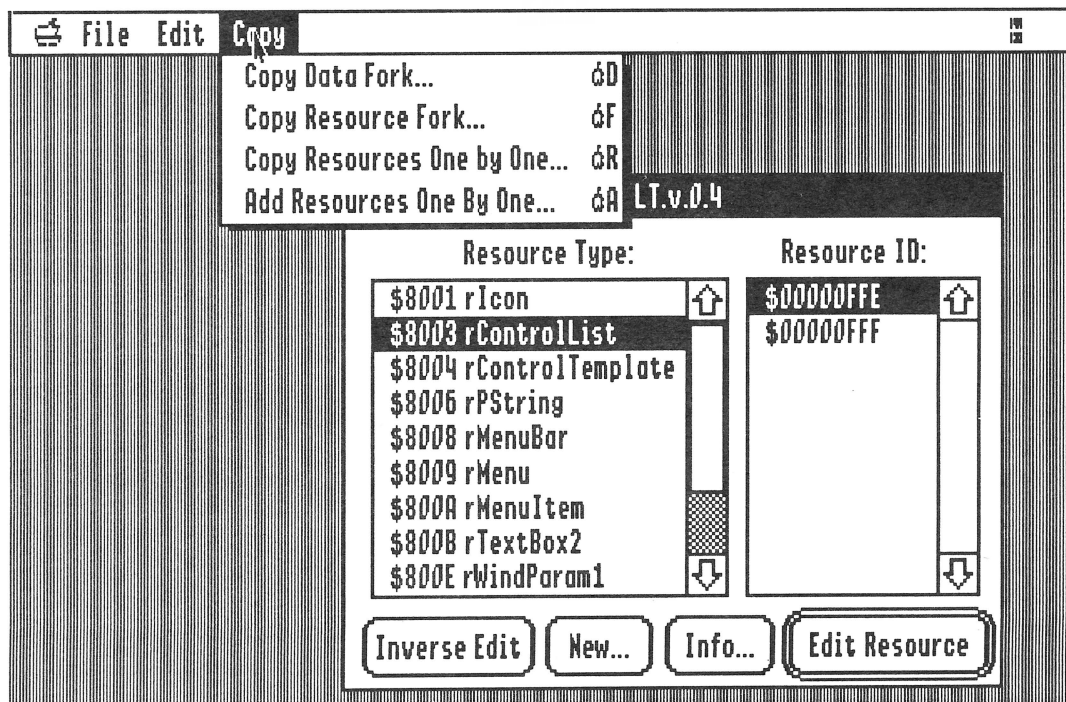 File Edit Copy
Copy Data Fork... D
Copy Resource Fork... F
Copy Resources One by One... R
Add Resources One By One... A
LT.v.0.4
Resource Type:
Resource ID:
$8001 rIcon
$8003 rControlList
$8004 rControlTemplate
$8006 rPString
$8008 rMenuBar
$8009 rMenu
$800A rMenuItem
$800B rTextBox2
$800E rWindParam1
$00000FFE
$00000FFF
Inverse Edit
New...
Info...
Edit Resource